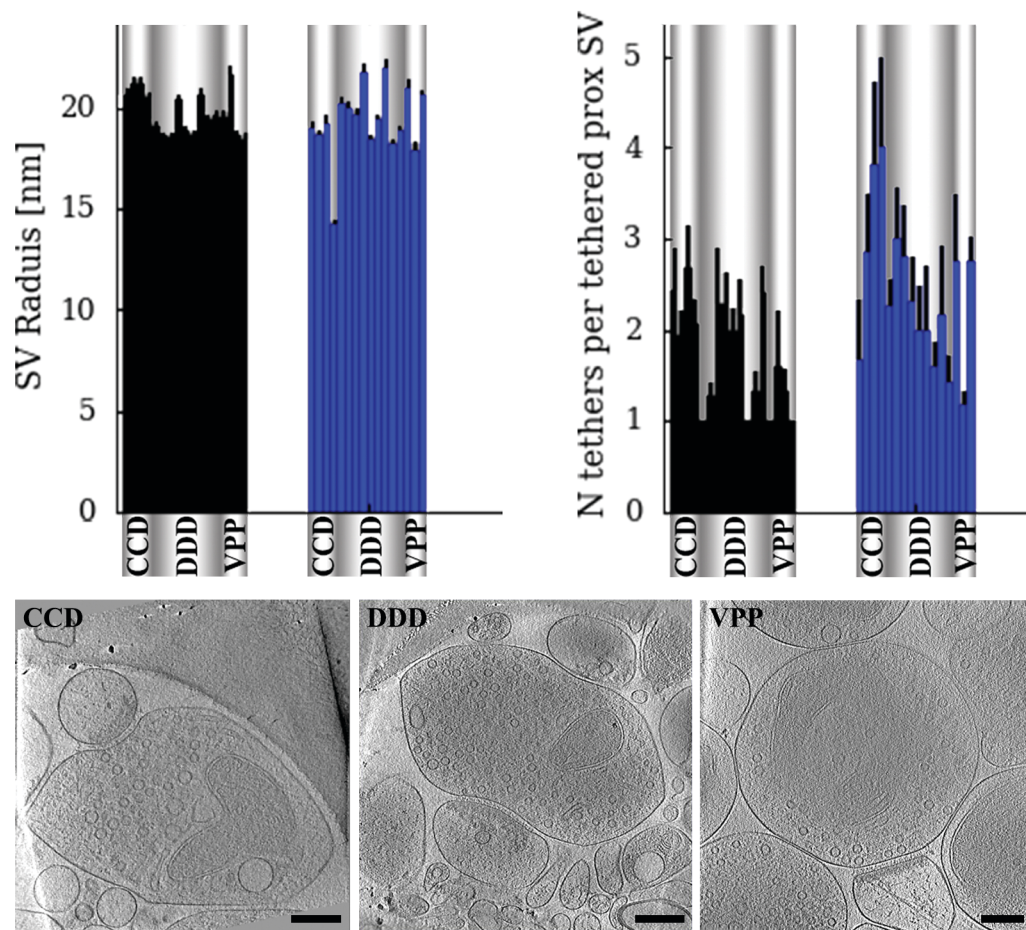 SV Raduis [nm]
20
15
10
5
0
CCD
DDD
VPP
CCD
DDD
VPP
N tethers per tethered prox SV
5
4
3
2
1
0
CCD
DDD
VPP
CCD
DDD
VPP
CCD
DDD
VPP